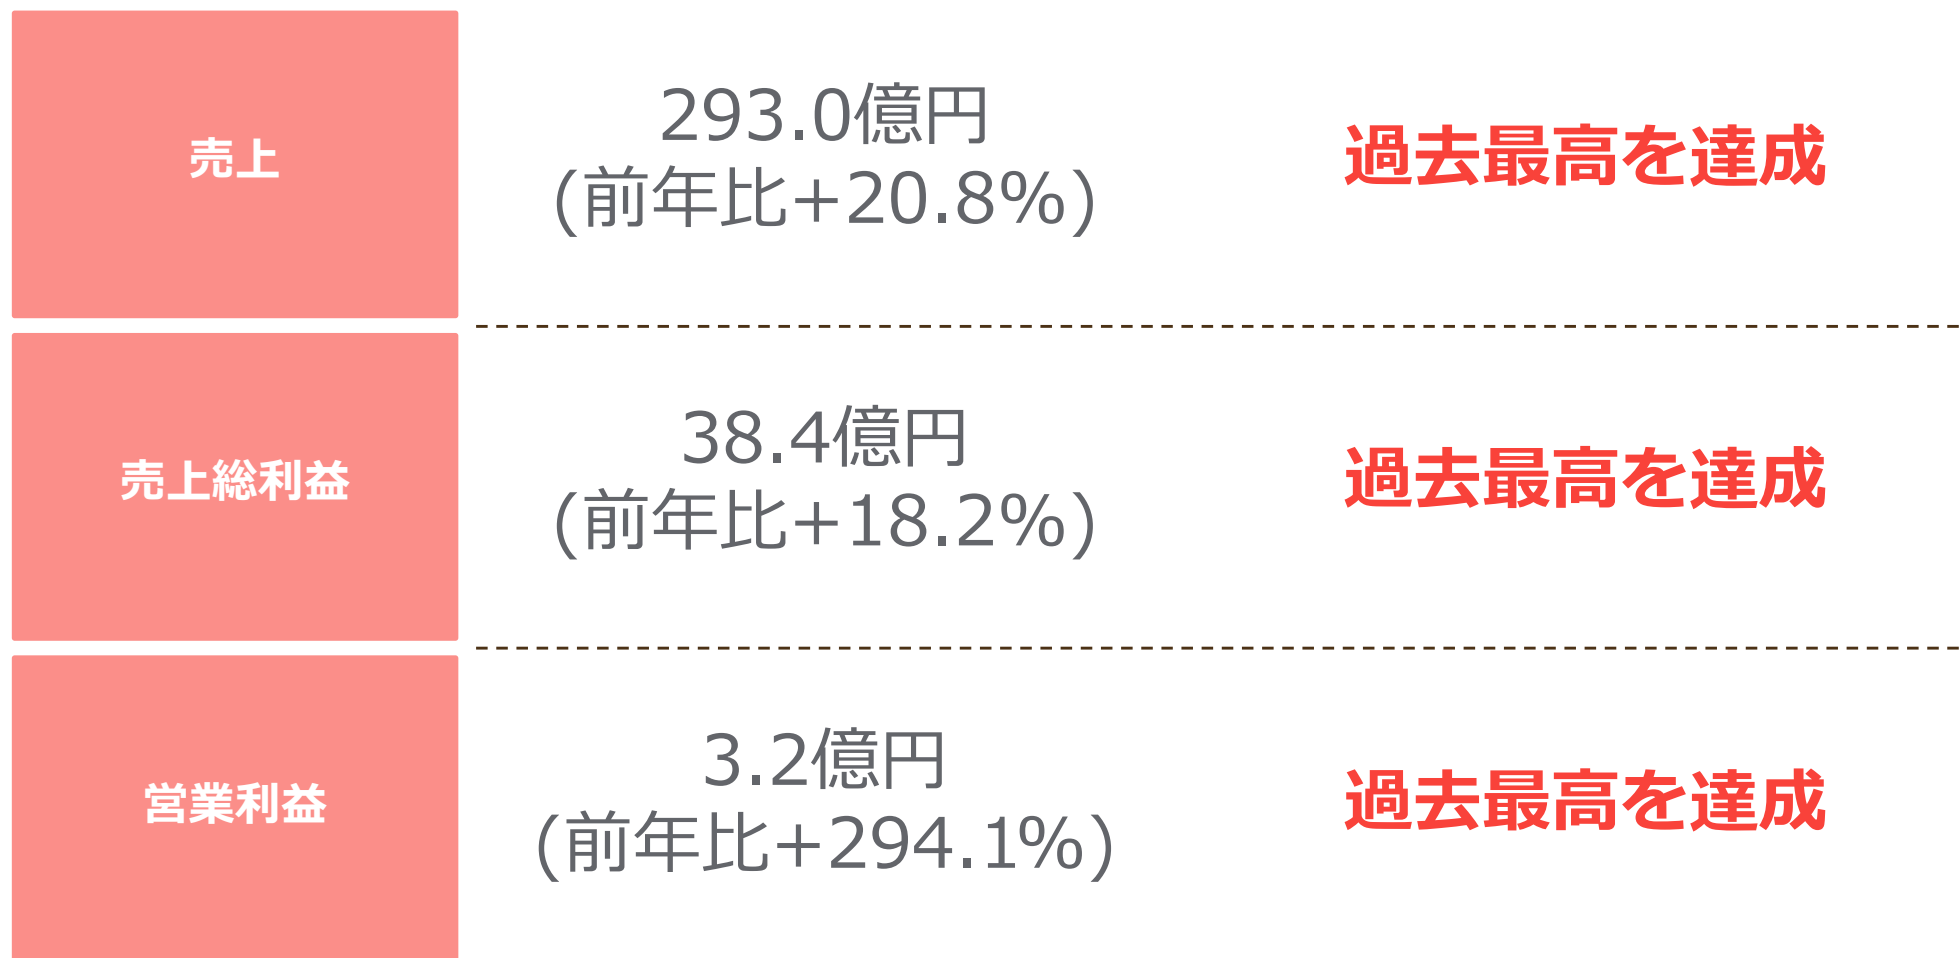 売上
293.0億円
(前年比+20.8%)
過去最高を達成
売上総利益
38.4億円
(前年比+18.2%)
過去最高を達成
営業利益
3.2億円
(前年比+294.1%)
過去最高を達成